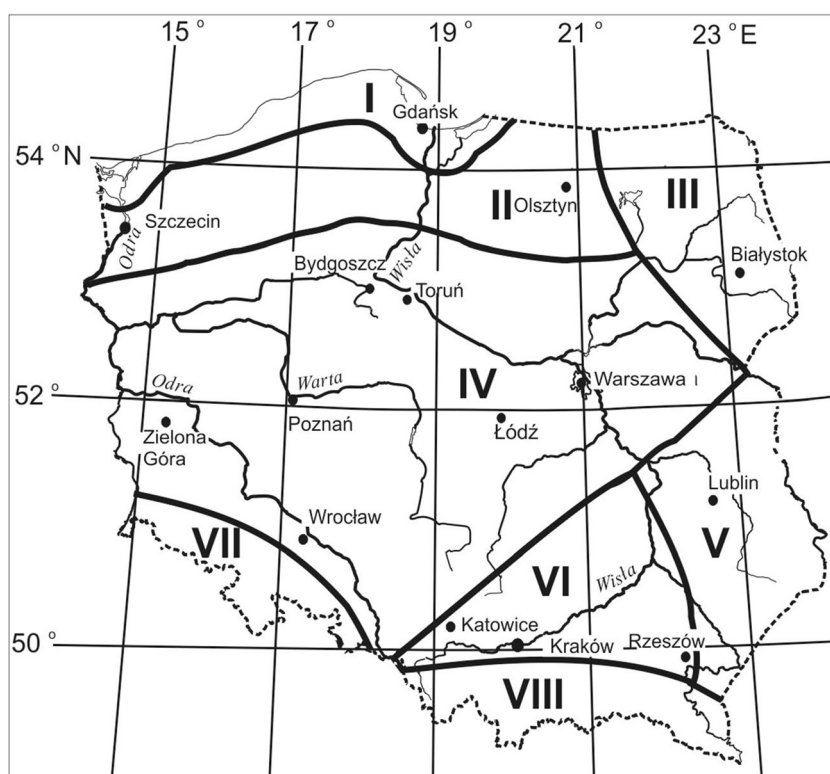 15 °
17 °
19 °
21 °
23 ° E
I
Gdańsk
54 ° N
II
Olsztyn
III
Szczecin
Odra
Wisła
Bydgoszcz
Toruń
Białystok
Odra
Warta
IV
Warszawa
52 °
Zielona
Góra
Poznań
Łódź
Lublin
Wrocław
VII
V
VI
Wisła
Katowice
Kraków
Rzeszów
50 °
VIII